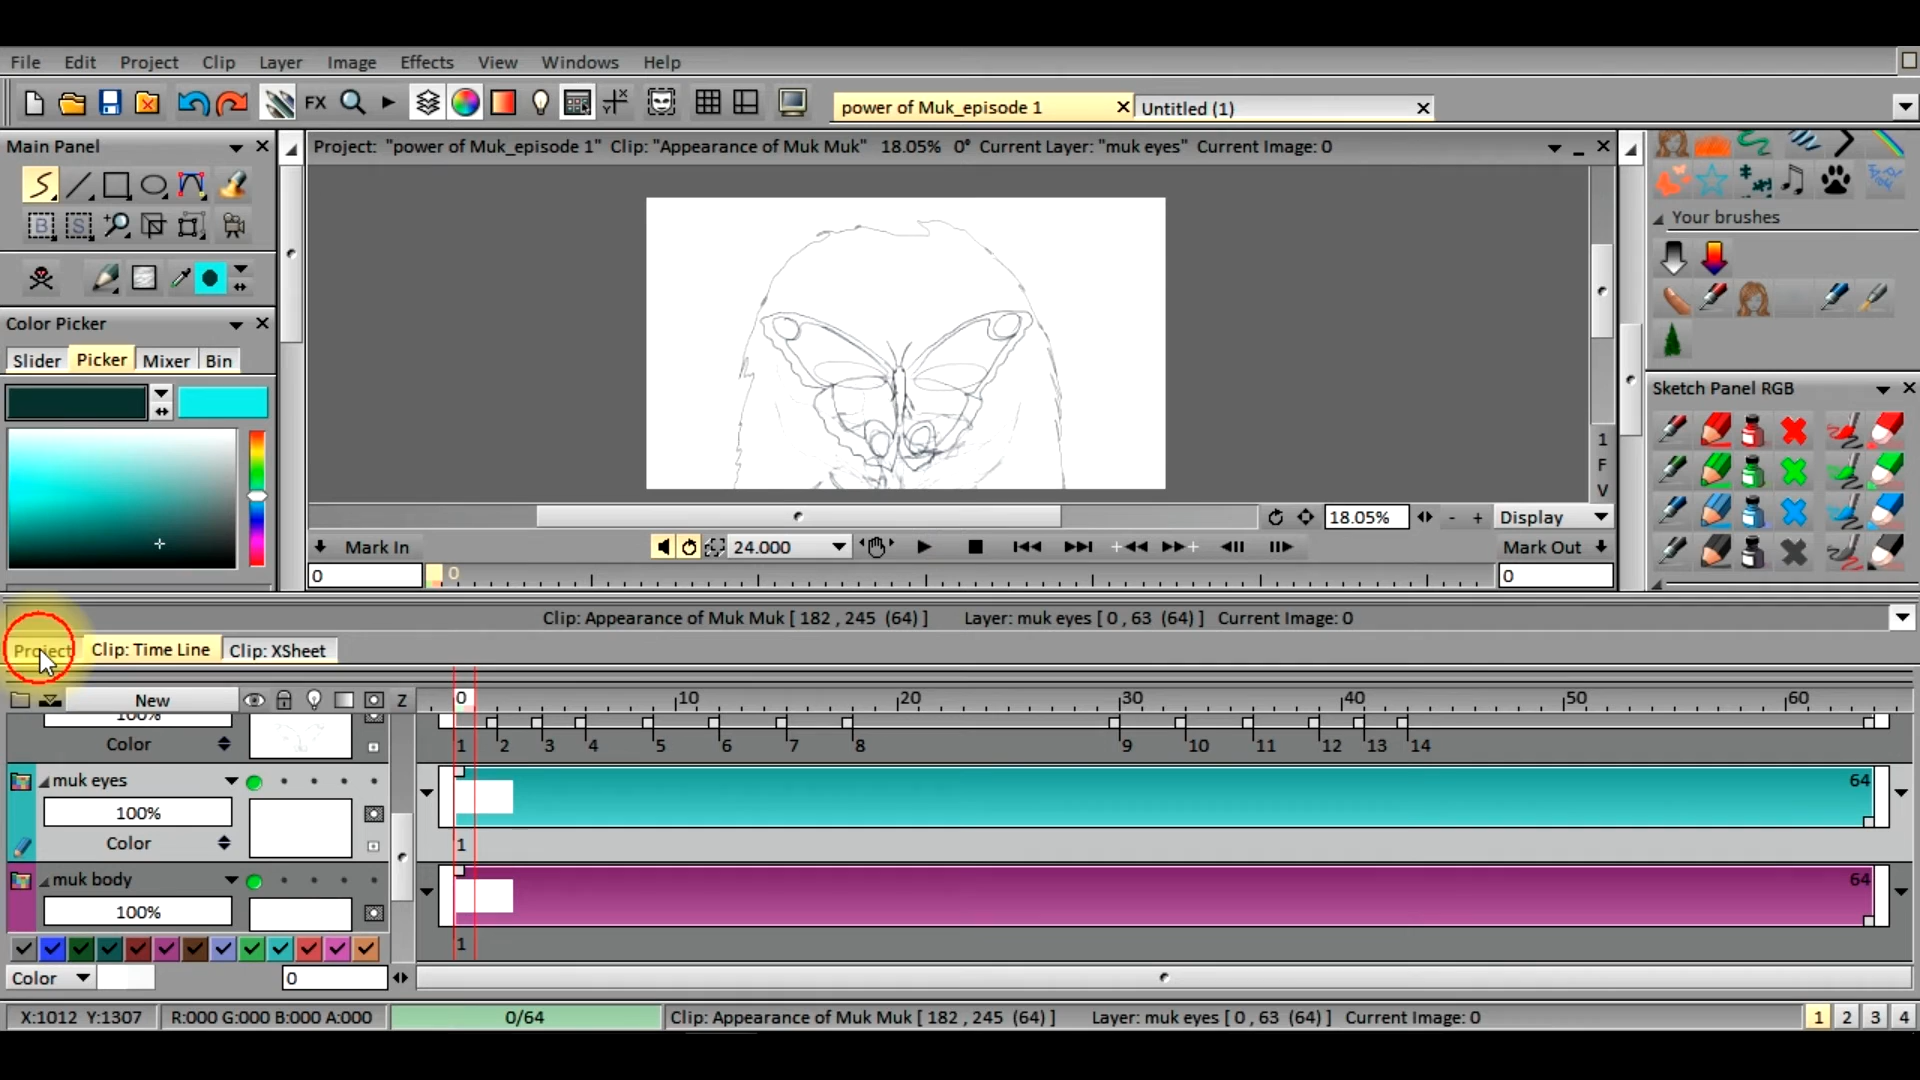 File Edit Project Clip Layer Image Effects View Windows Help
FX power of Muk_episode 1 Untitled (1)
Main Panel
Project: "power of Muk_episode 1" Clip: "Appearance of Muk Muk" 18.05% 0° Current Layer: "muk eyes" Current Image: 0
Your brushes
Color Picker
Slider Picker Mixer Bin
Sketch Panel RGB
1
F
V
18.05% - + Display
Mark In 24.000 Mark Out
0 0 0
Clip: Appearance of Muk Muk [ 182 , 245 (64) ] Layer: muk eyes [ 0 , 63 (64) ] Current Image: 0
Project Clip: Time Line Clip: XSheet
New Z 0 10 20 30 40 50 60
100%
Color 1 2 3 4 5 6 7 8 9 10 11 12 13 14
muk eyes 64
100%
Color 1
muk body 64
100%
1
Color 0
X:1012 Y:1307 R:000 G:000 B:000 A:000 0/64 Clip: Appearance of Muk Muk [ 182 , 245 (64) ] Layer: muk eyes [ 0 , 63 (64) ] Current Image: 0 1 2 3 4